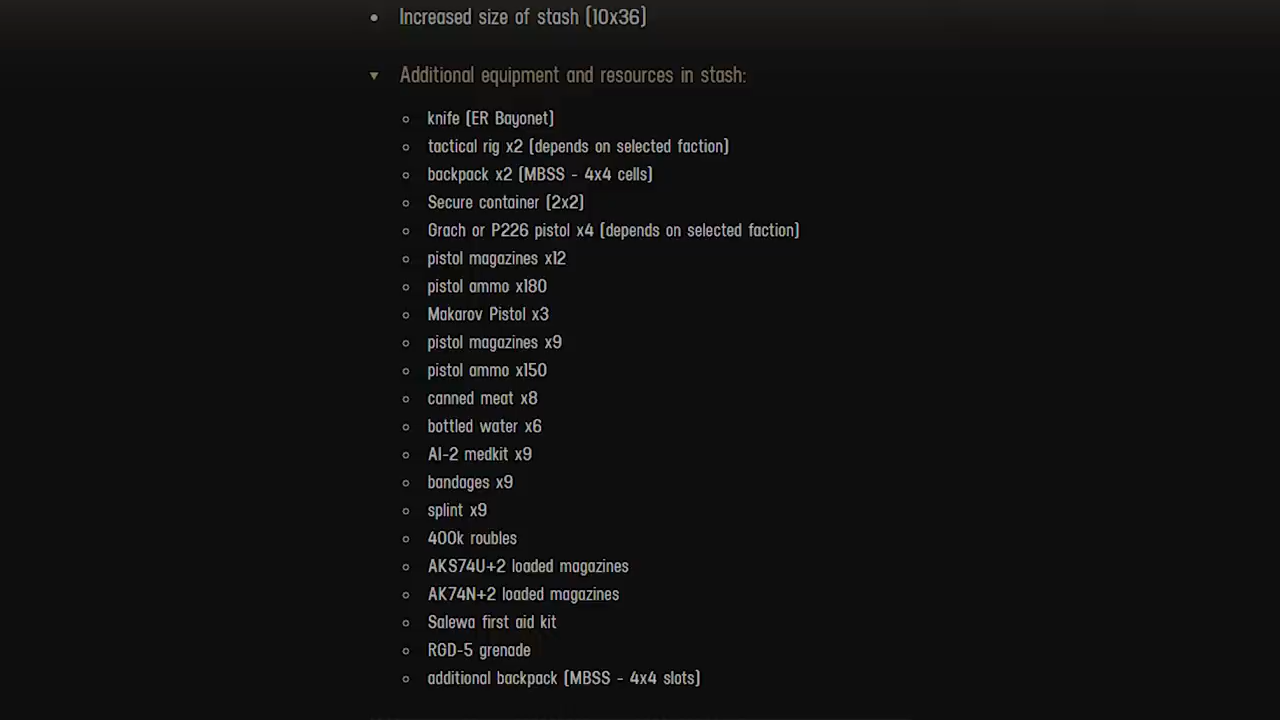 Increased size of stash (10x36)
Additional equipment and resources in stash:
knife (ER Bayonet)
tactical rig x2 (depends on selected faction)
backpack x2 (MBSS - 4x4 cells)
Secure container (2x2)
Grach or P226 pistol x4 (depends on selected faction)
pistol magazines x12
pistol ammo x180
Makarov Pistol x3
pistol magazines x9
pistol ammo x150
canned meat x8
bottled water x6
AI-2 medkit x9
bandages x9
splint x9
400k roubles
AKS74U+2 loaded magazines
AK74N+2 loaded magazines
Salewa first aid kit
RGD-5 grenade
additional backpack (MBSS - 4x4 slots)